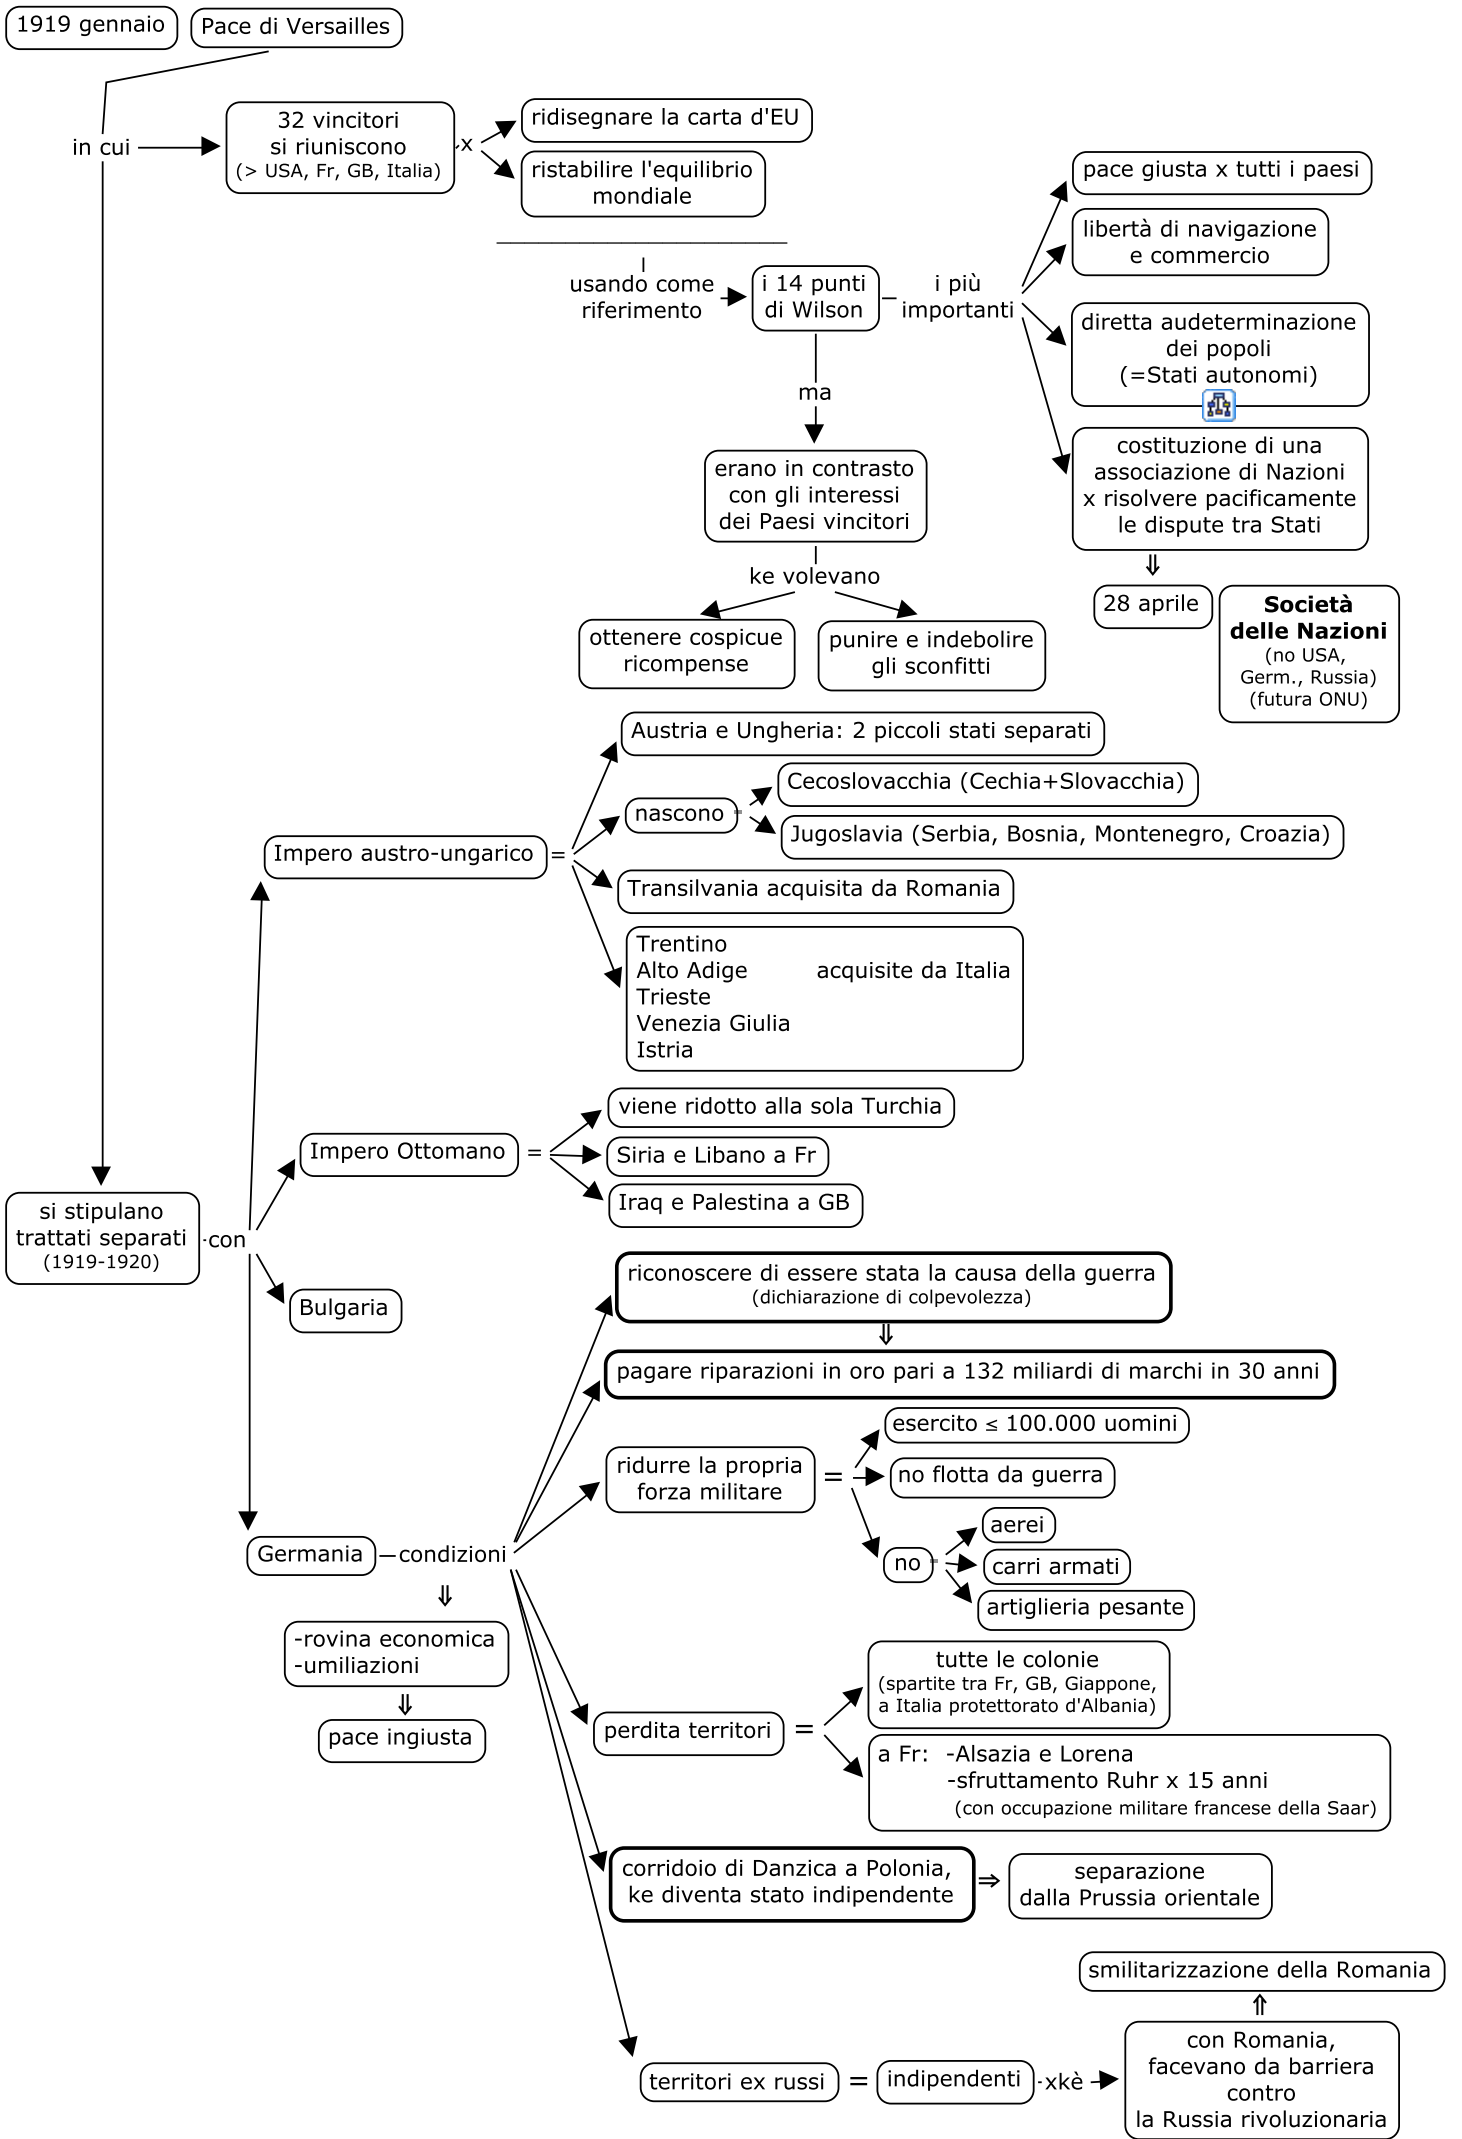 1919 gennaio
Pace di Versailles
in cui
32 vincitori
si riuniscono
(> USA, Fr, GB, Italia)
x
ridisegnare la carta d'EU
ristabilire l'equilibrio
mondiale
usando come
riferimento
i 14 punti
di Wilson
i più
importanti
pace giusta x tutti i paesi
libertà di navigazione
e commercio
diretta audeterminazione
dei popoli
(=Stati autonomi)
costituzione di una
associazione di Nazioni
x risolvere pacificamente
le dispute tra Stati
⇓
28 aprile
Società
delle Nazioni
(no USA,
Germ., Russia)
(futura ONU)
ma
erano in contrasto
con gli interessi
dei Paesi vincitori
ke volevano
ottenere cospicue
ricompense
punire e indebolire
gli sconfitti
si stipulano
trattati separati
(1919-1920)
con
Impero austro-ungarico
=
Austria e Ungheria: 2 piccoli stati separati
nascono
=
Cecoslovacchia (Cechia+Slovacchia)
Jugoslavia (Serbia, Bosnia, Montenegro, Croazia)
Transilvania acquisita da Romania
Trentino
Alto Adige acquisite da Italia
Trieste
Venezia Giulia
Istria
Impero Ottomano
=
viene ridotto alla sola Turchia
Siria e Libano a Fr
Iraq e Palestina a GB
Bulgaria
Germania
condizioni
⇓
-rovina economica
-umiliazioni
⇓
pace ingiusta
riconoscere di essere stata la causa della guerra
(dichiarazione di colpevolezza)
⇓
pagare riparazioni in oro pari a 132 miliardi di marchi in 30 anni
ridurre la propria
forza militare
=
esercito ≤ 100.000 uomini
no flotta da guerra
no
=
aerei
carri armati
artiglieria pesante
perdita territori
=
tutte le colonie
(spartite tra Fr, GB, Giappone,
a Italia protettorato d'Albania)
a Fr: -Alsazia e Lorena
-sfruttamento Ruhr x 15 anni
(con occupazione militare francese della Saar)
corridoio di Danzica a Polonia,
ke diventa stato indipendente
⇒
separazione
dalla Prussia orientale
territori ex russi
=
indipendenti
xkè
con Romania,
facevano da barriera
contro
la Russia rivoluzionaria
⇑
smilitarizzazione della Romania